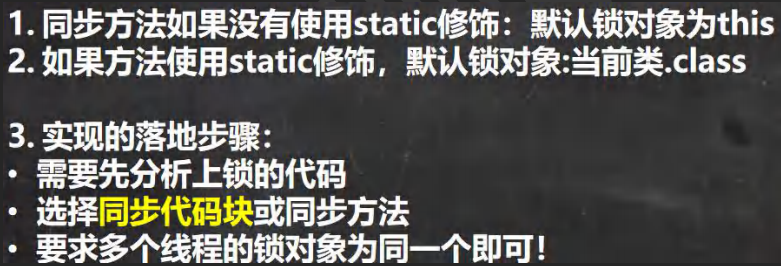 1. 同步方法如果没有使用static修饰：默认锁对象为this
2. 如果方法使用static修饰，默认锁对象:当前类.class
3. 实现的落地步骤：
• 需要先分析上锁的代码
• 选择同步代码块或同步方法
• 要求多个线程的锁对象为同一个即可！